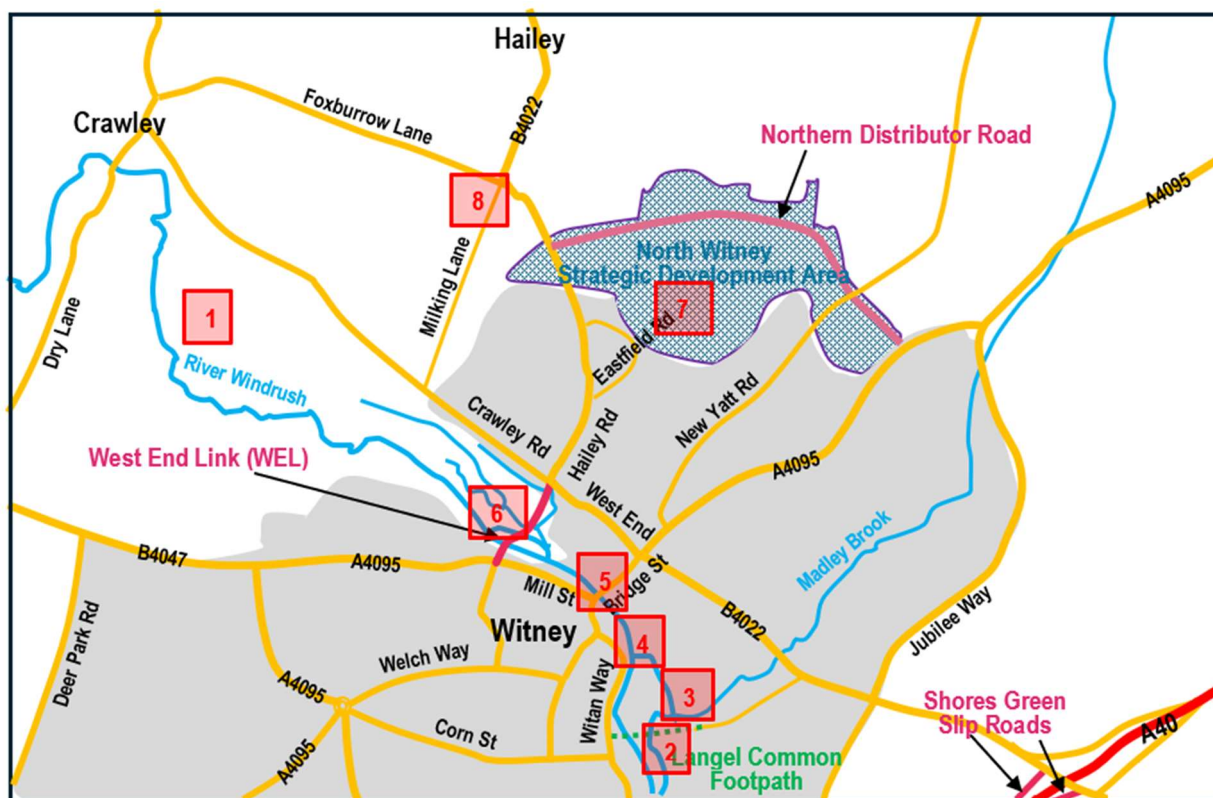 Hailey
Crawley
Foxburrow Lane
B4022
Northern Distributor Road
A4095
8
Milking Lane
North Witney
Strategic Development Area
1
7
Dry Lane
River Windrush
Eastfield Rd
New Yatt Rd
Crawley Rd
Hailey Rd
West End Link (WEL)
A4095
6
West End
Madley Brook
B4047
A4095
5
Mill St
Bridge St
Witney
4
B4022
Jubilee Way
Deer Park Rd
Welch Way
A4095
Witan Way
3
Shores Green
Slip Roads
A40
Corn St
2
A4095
Langel Common
Footpath